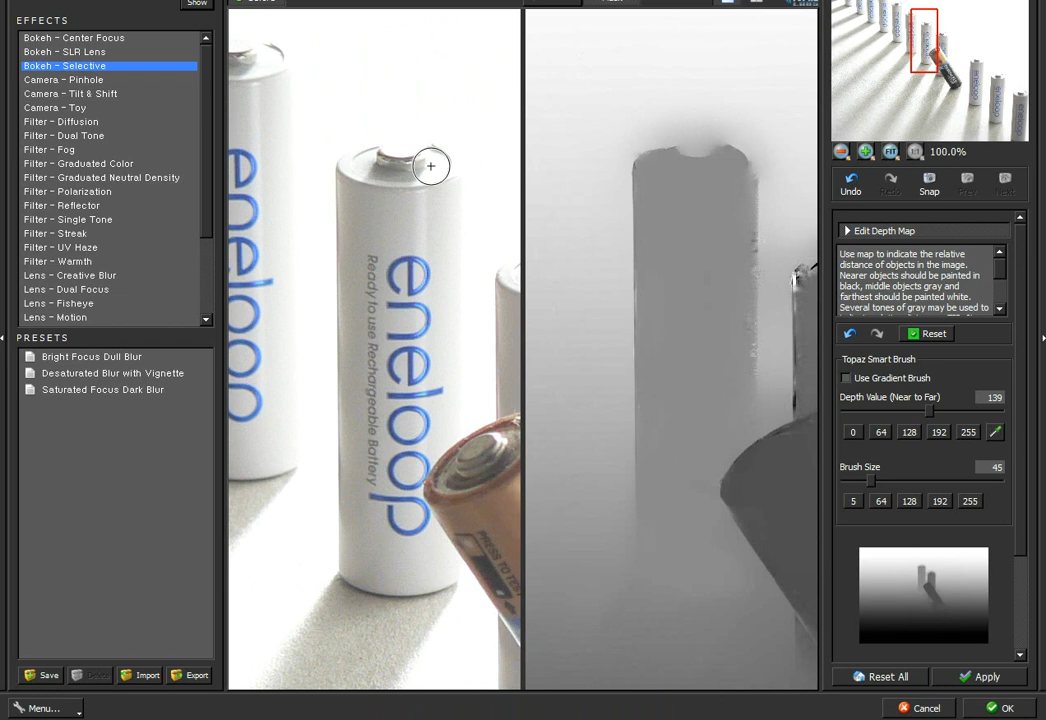 Show
EFFECTS
Bokeh - Center Focus
Bokeh - SLR Lens
Bokeh - Selective
Camera - Pinhole
Camera - Tilt & Shift
Camera - Toy
Filter - Diffusion
Filter - Dual Tone
Filter - Fog
Filter - Graduated Color
Filter - Graduated Neutral Density
Filter - Polarization
Filter - Reflector
Filter - Single Tone
Filter - Streak
Filter - UV Haze
Filter - Warmth
Lens - Creative Blur
Lens - Dual Focus
Lens - Fisheye
Lens - Motion
PRESETS
Bright Focus Dull Blur
Desaturated Blur with Vignette
Saturated Focus Dark Blur
Save
Delete
Import
Export
Menu...
eneloop
eneloop
Ready to use Rechargeable Battery
PRESS TO TES
100.0%
Undo
Redo
Snap
Prev
Next
Edit Depth Map
Use map to indicate the relative
distance of objects in the image.
Nearer objects should be painted in
black, middle objects gray and
farthest should be painted white.
Several tones of gray may be used to
Reset
Topaz Smart Brush
Use Gradient Brush
Depth Value (Near to Far) 139
0 64 128 192 255
Brush Size 45
5 64 128 192 255
Reset All
Apply
Cancel
OK